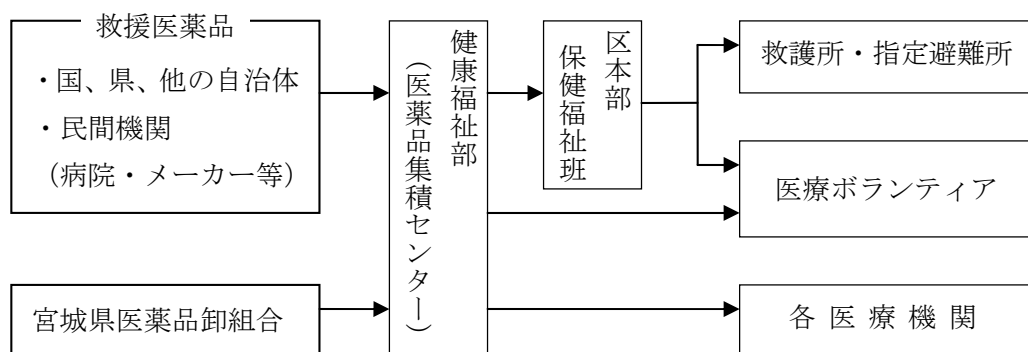 救援医薬品
・国、県、他の自治体
・民間機関
（病院・メーカー等）
宮城県医薬品卸組合
健康福祉部
（医薬品集積センター）
区本部
保健福祉班
救護所・指定避難所
医療ボランティア
各医療機関